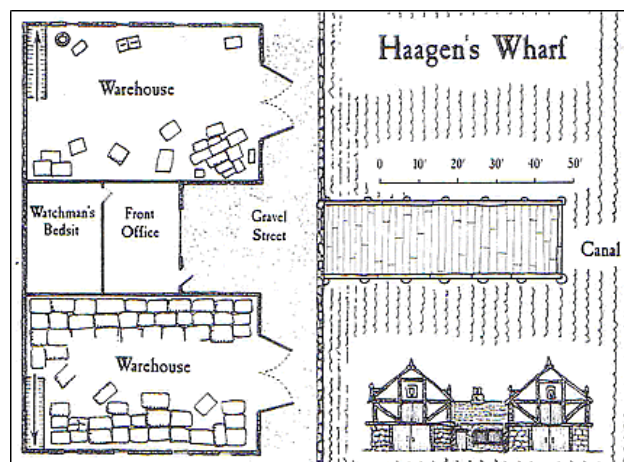 Haagen's Wharf
Warehouse
0 10' 20' 30' 40' 50'
Watchman's
Bedsit
Front
Office
Gravel
Street
Canal
Warehouse